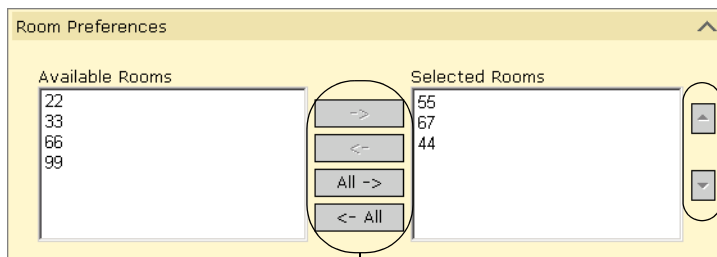 Room Preferences
Available Rooms
22
33
66
99
->
<-
All ->
<- All
Selected Rooms
55
67
44